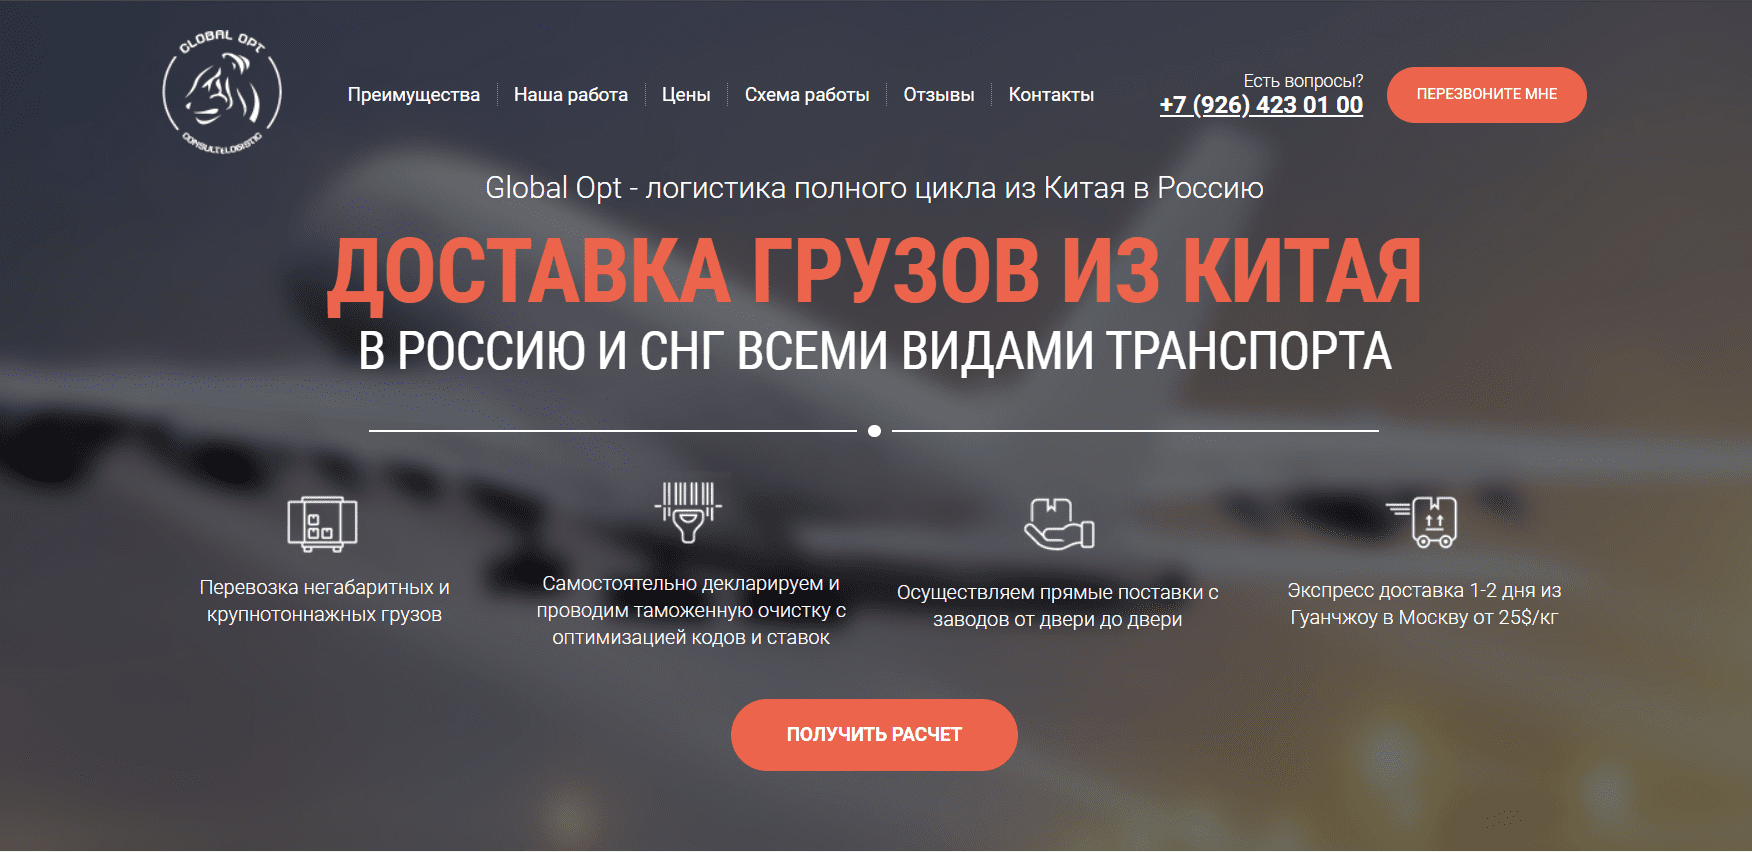 GLOBAL OPT
CONSULT&LOGISTIC
Преимущества
Наша работа
Цены
Схема работы
Отзывы
Контакты
Есть вопросы?
+7 (926) 423 01 00
ПЕРЕЗВОНИТЕ МНЕ
Global Opt - логистика полного цикла из Китая в Россию
ДОСТАВКА ГРУЗОВ ИЗ КИТАЯ
В РОССИЮ И СНГ ВСЕМИ ВИДАМИ ТРАНСПОРТА
Перевозка негабаритных и
крупнотоннажных грузов
Самостоятельно декларируем и
проводим таможенную очистку с
оптимизацией кодов и ставок
Осуществляем прямые поставки с
заводов от двери до двери
Экспресс доставка 1-2 дня из
Гуанчжоу в Москву от 25$/кг
ПОЛУЧИТЬ РАСЧЕТ